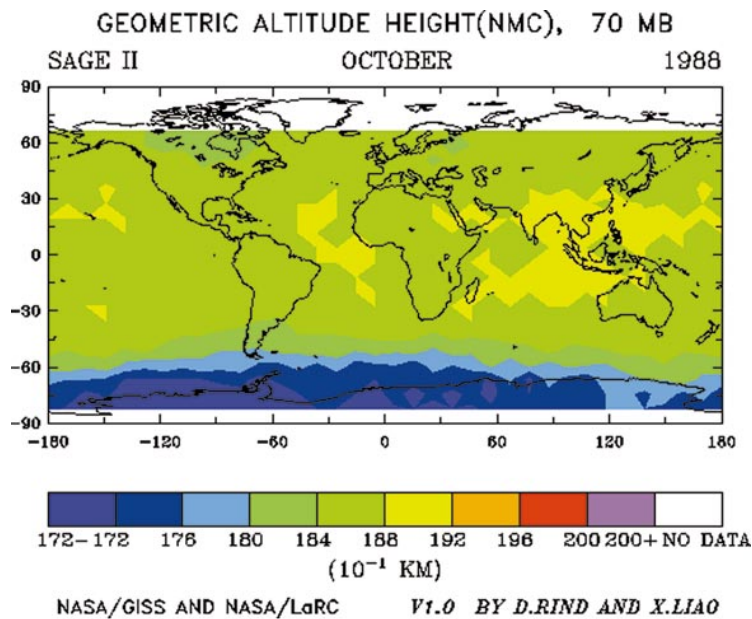 GEOMETRIC ALTITUDE HEIGHT(NMC), 70 MB
SAGE II OCTOBER 1988
90
60
30
0
-30
-60
-90
-180 -120 -60 0 60 120 180
172-172 176 180 184 188 192 196 200 200+ NO DATA
(10⁻¹ KM)
NASA/GISS AND NASA/LaRC V1.0 BY D.RIND AND X.LIAO